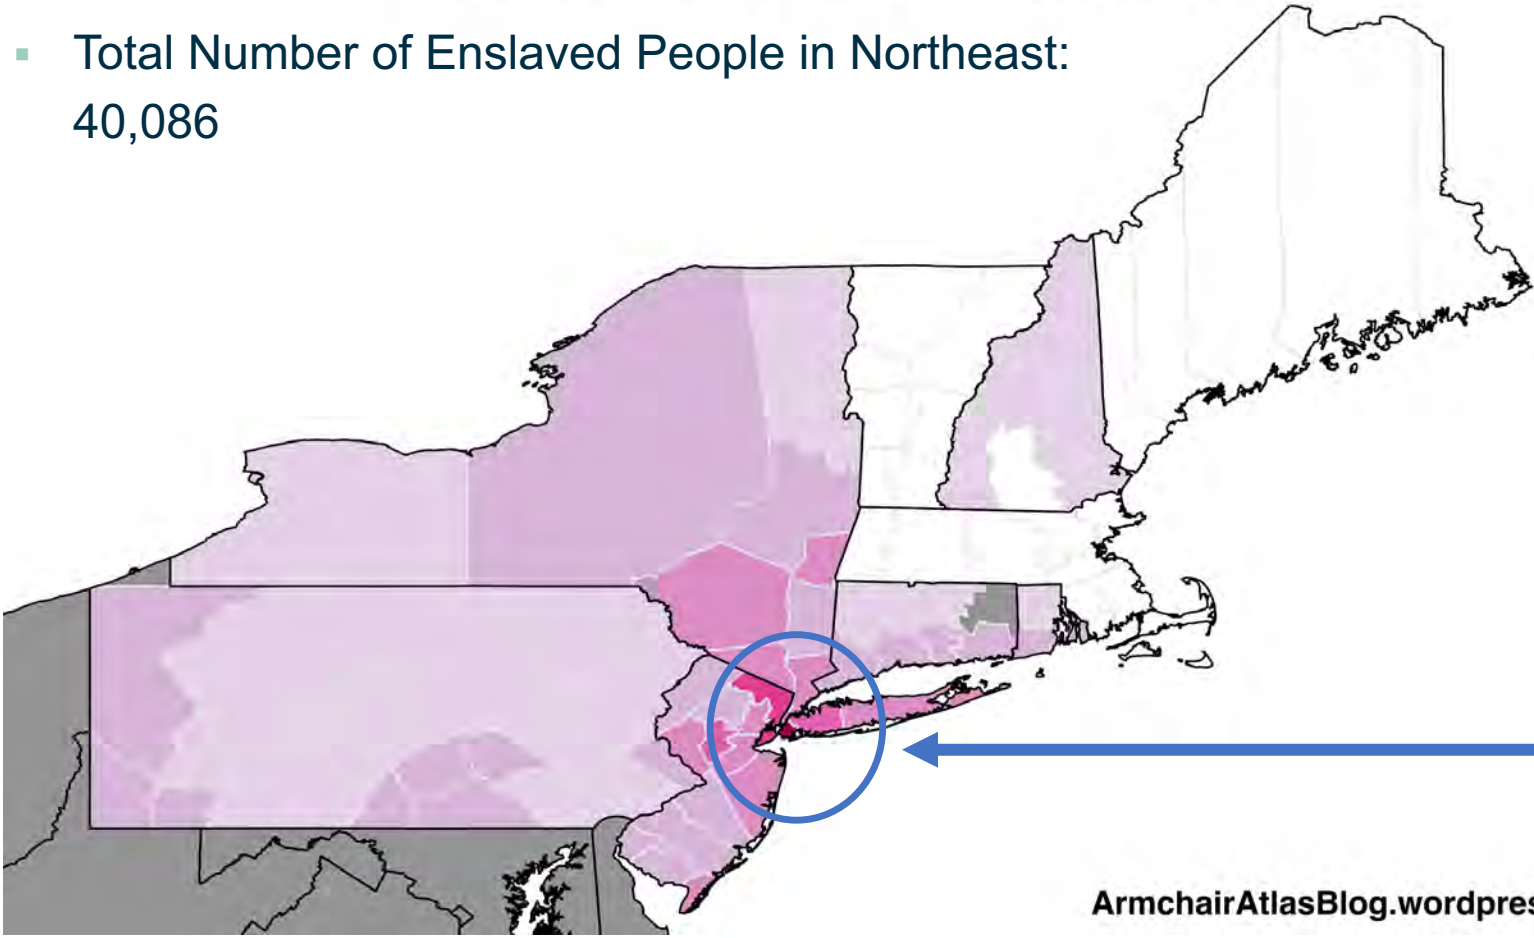 ▪ Total Number of Enslaved People in Northeast:
40,086
ArmchairAtlasBlog.wordpres